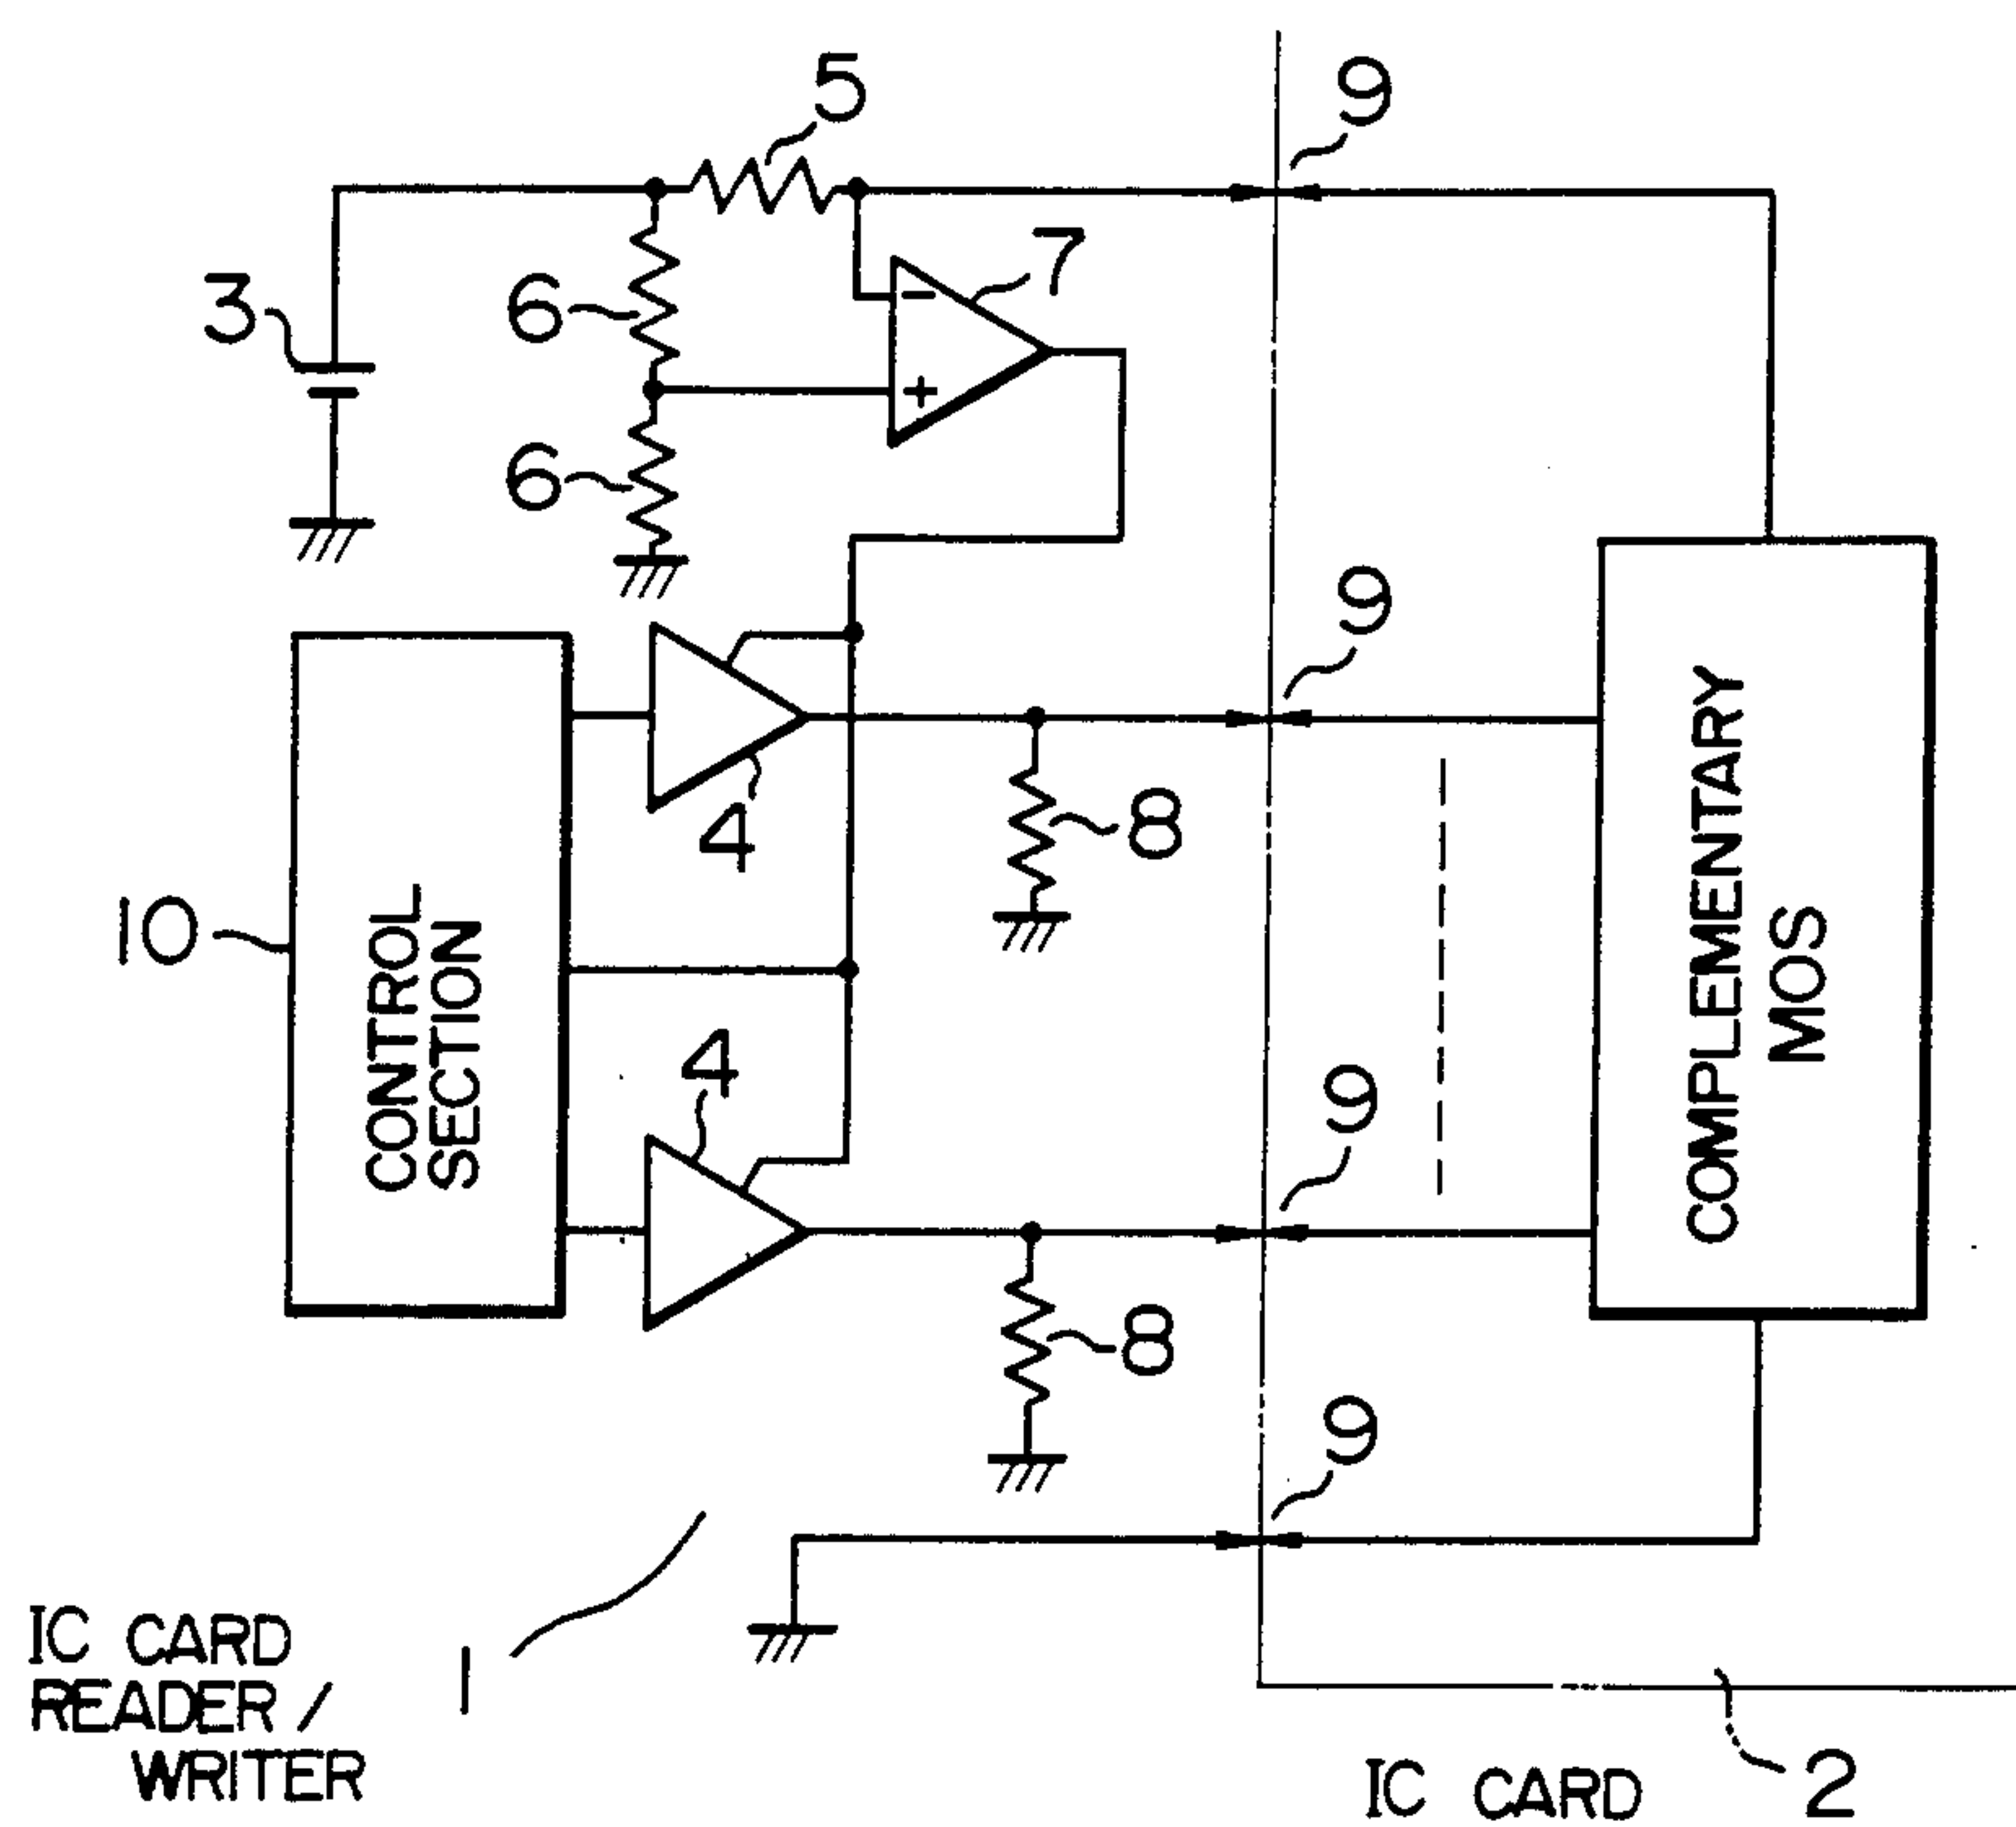 5
9
7
3
6
−
+
6
9
4
8
10
CONTROL
SECTION
COMPLEMENTARY
MOS
4
9
8
9
IC CARD
READER/
WRITER
1
IC CARD
2